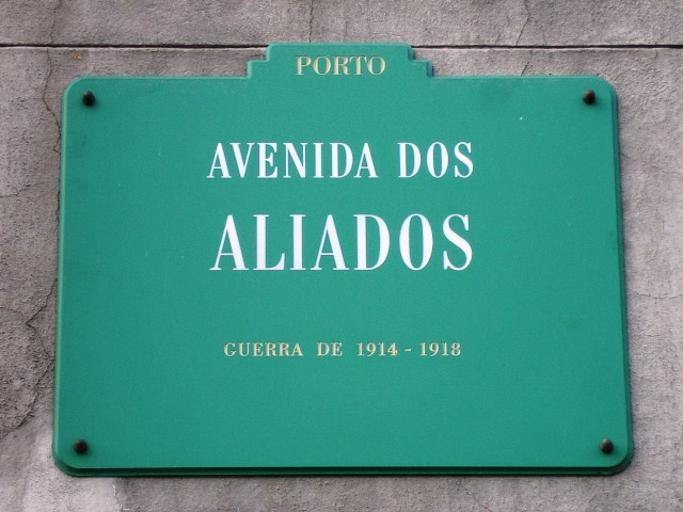 PORTO
AVENIDA DOS
ALIADOS
GUERRA DE 1914 - 1918